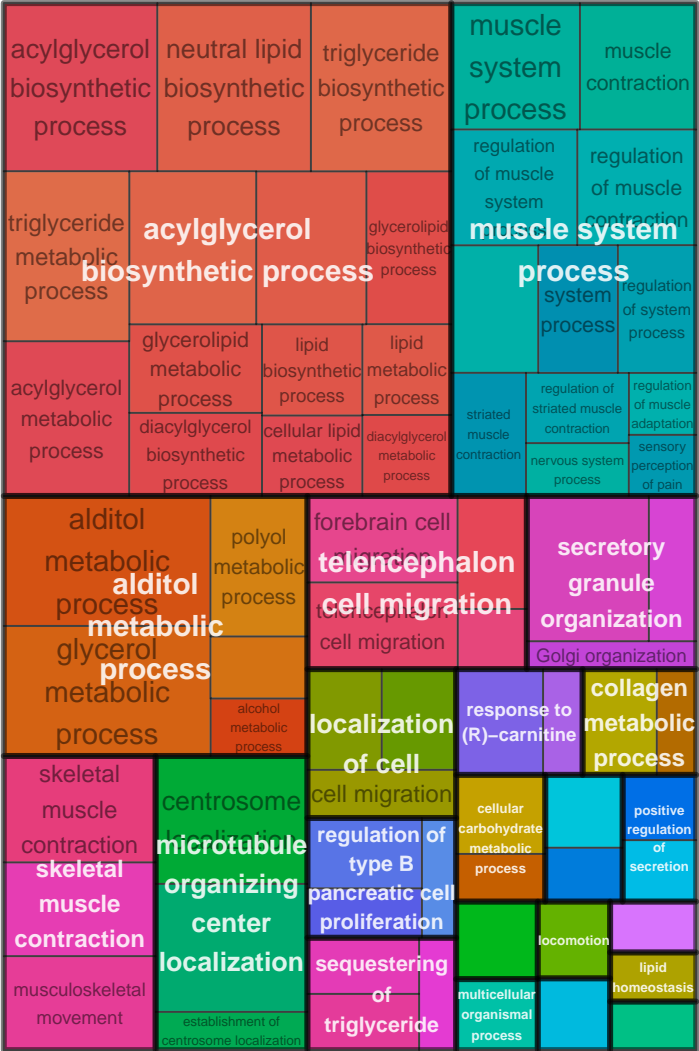 acylglycerol
biosynthetic
process
neutral lipid
biosynthetic
process
triglyceride
biosynthetic
process
triglyceride
metabolic
process
glycerolipid
biosynthetic
process
acylglycerol
biosynthetic process
acylglycerol
metabolic
process
glycerolipid
metabolic
process
lipid
biosynthetic
process
lipid
metabolic
process
diacylglycerol
biosynthetic
process
cellular lipid
metabolic
process
diacylglycerol
metabolic
process
muscle
system
process
muscle
contraction
regulation
of muscle
system
process
regulation
of muscle
contraction
muscle system
process
system
process
regulation
of system
process
striated
muscle
contraction
regulation of
striated muscle
contraction
regulation
of muscle
adaptation
nervous system
process
sensory
perception
of pain
alditol
metabolic
process
polyol
metabolic
process
alditol
metabolic
process
glycerol
metabolic
process
alcohol
metabolic
process
forebrain cell
migration
telencephalon
cell migration
telencephalon
cell migration
secretory
granule
organization
Golgi organization
localization
of cell
cell migration
response to
(R)−carnitine
collagen
metabolic
process
skeletal
muscle
contraction
skeletal
muscle
contraction
musculoskeletal
movement
centrosome
localization
microtubule
organizing
center
localization
establishment of
centrosome localization
regulation of
type B
pancreatic cell
proliferation
sequestering
of
triglyceride
cellular
carbohydrate
metabolic
process
positive
regulation
of
secretion
locomotion
multicellular
organismal
process
lipid
homeostasis